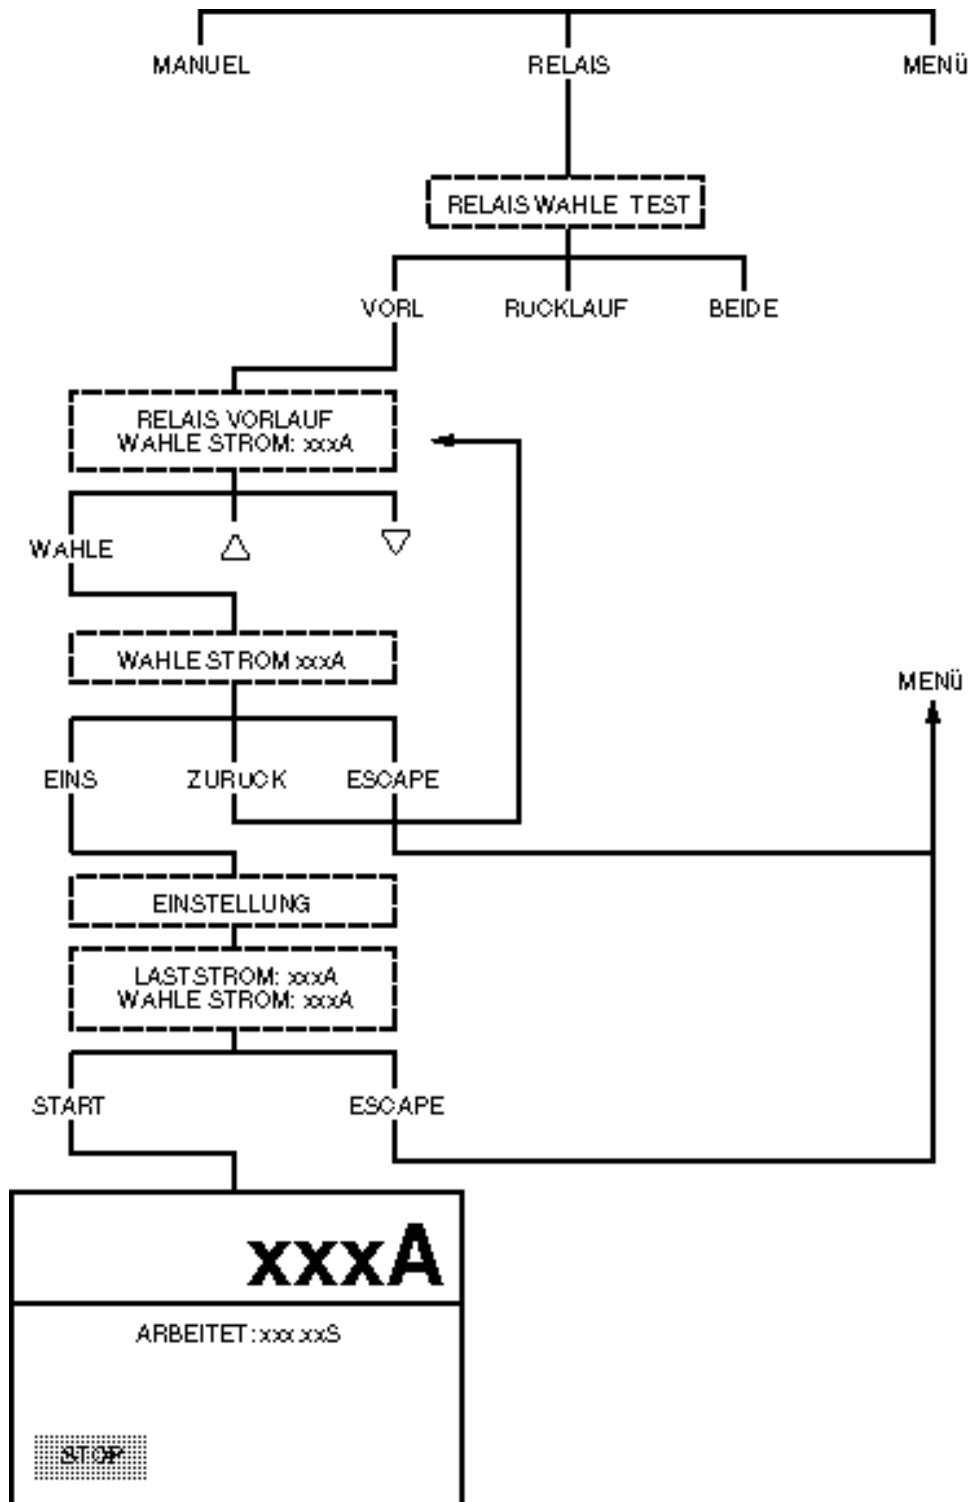 MANUEL RELAIS MENü
RELAIS WAHLE TEST
VORL RuCKLAUF BEIDE
RELAIS VORLAUF
WAHLE STROM: xxxA
WAHLE
WAHLE STROM xxxA
MENü
EINS ZURuCK ESCAPE
EINSTELLUNG
LASTSTROM: xxxA
WAHLE STROM: xxxA
START ESCAPE
xxxA
ARBEITET: xxx.xxS
STOP